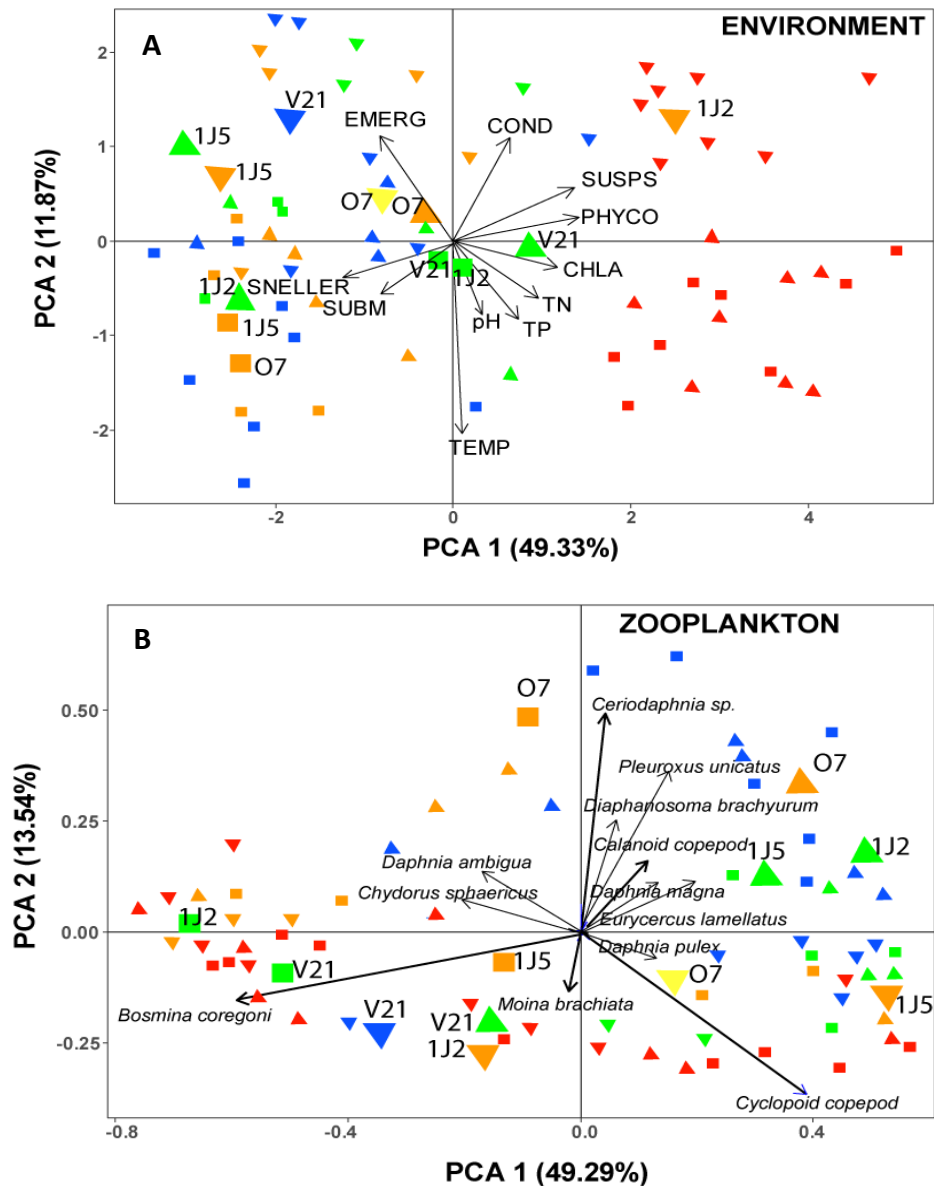 A
ENVIRONMENT
V21
1J2
EMERG
COND
1J5
1J5
SUSPS
PHYCO
O7
O7
V21
V21
1J2
CHLA
1J2
SNELLER
SUBM
TN
TP
pH
1J5
O7
TEMP
2
1
0
-1
-2
-2
0
2
4
PCA 2 (11.87%)
PCA 1 (49.33%)
B
ZOOPLANKTON
O7
Ceriodaphnia sp.
Pleuroxus unicatus
O7
Diaphanosoma brachyurum
Calanoid copepod
1J5
1J2
Daphnia ambigua
Daphnia magna
Chydorus sphaericus
Eurycercus lamellatus
1J2
Daphnia pulex
V21
1J5
O7
1J5
Moina brachiata
Bosmina coregoni
V21
V21
1J2
Cyclopoid copepod
0.50
0.25
0.00
-0.25
-0.8
-0.4
0.0
0.4
PCA 2 (13.54%)
PCA 1 (49.29%)